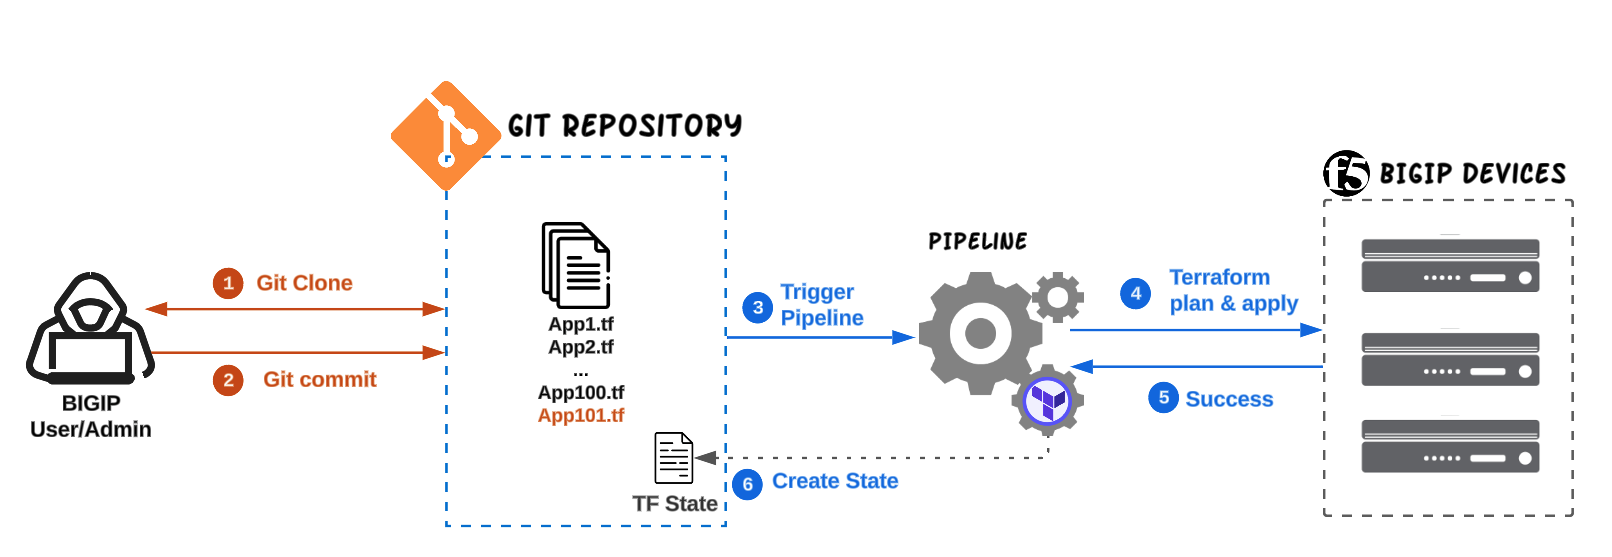 GIT REPOSITORY
f5
BIGIP DEVICES
PIPELINE
1
Git Clone
2
Git commit
BIGIP
User/Admin
App1.tf
App2.tf
...
App100.tf
App101.tf
TF State
3
Trigger
Pipeline
4
Terraform
plan & apply
5
Success
6
Create State